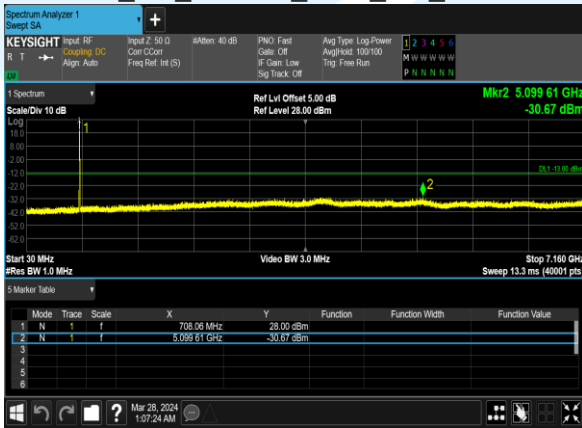 Spectrum Analyzer 1
Swept SA
+
KEYSIGHT
R T
Input: RF
Coupling: DC
Align: Auto
Input Z: 50 Ω
Corr CCorr
Freq Ref: Int (S)
#Atten: 40 dB
PNO: Fast
Gate: Off
IF Gain: Low
Sig Track: Off
Avg Type: Log-Power
Avg|Hold: 100/100
Trig: Free Run
1 2 3 4 5 6
M W W W W W
P N N N N N
1 Spectrum
Scale/Div 10 dB
Ref Lvl Offset 5.00 dB
Ref Level 28.00 dBm
Mkr2 5.099 61 GHz
-30.67 dBm
Log
18.0
8.00
-2.00
-12.0
-22.0
-32.0
-42.0
-52.0
-62.0
1
2
DL1 -13.00 dBm
Start 30 MHz
#Res BW 1.0 MHz
Video BW 3.0 MHz
Stop 7.160 GHz
Sweep 13.3 ms (40001 pts)
5 Marker Table
Mode Trace Scale X Y Function Function Width Function Value
1 N 1 f 708.06 MHz 28.00 dBm
2 N 1 f 5.099 61 GHz -30.67 dBm
3
4
5
6
?
Mar 28, 2024
1:07:24 AM